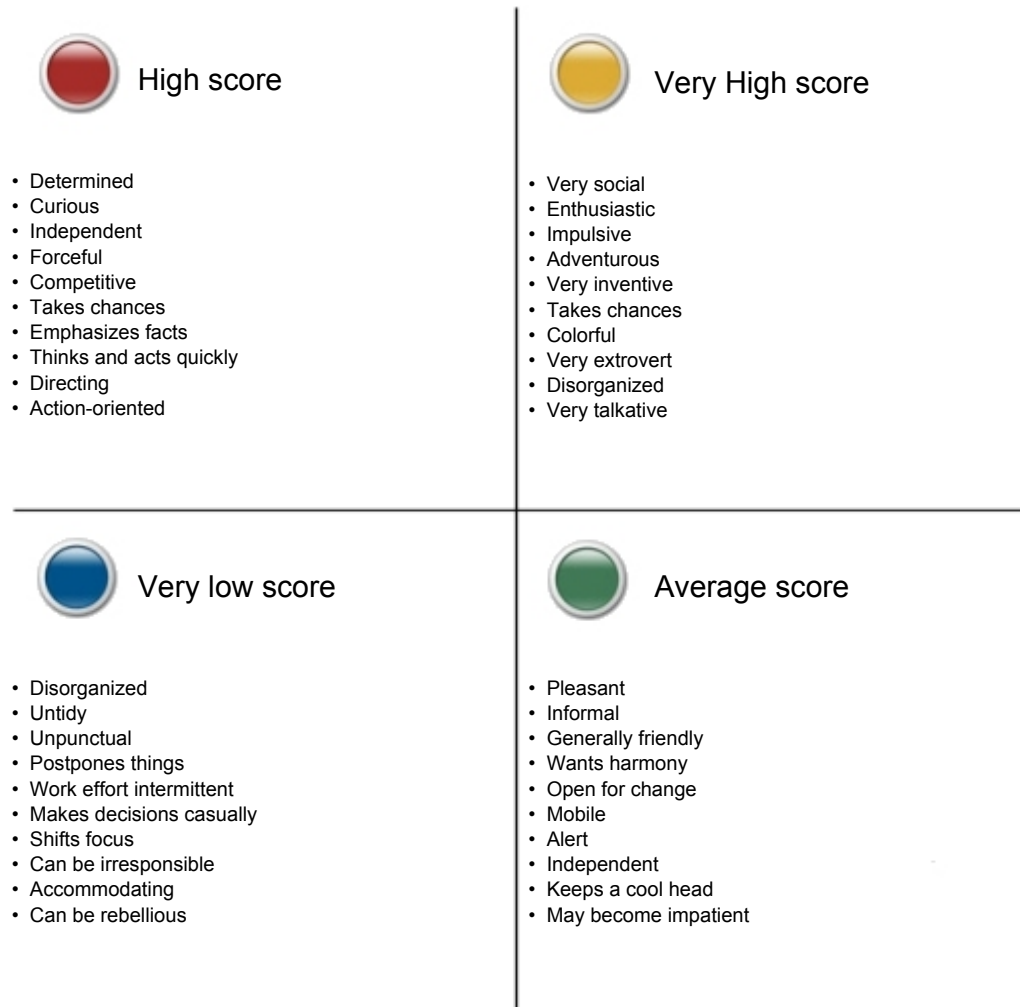 High score
• Determined
• Curious
• Independent
• Forceful
• Competitive
• Takes chances
• Emphasizes facts
• Thinks and acts quickly
• Directing
• Action-oriented
Very High score
• Very social
• Enthusiastic
• Impulsive
• Adventurous
• Very inventive
• Takes chances
• Colorful
• Very extrovert
• Disorganized
• Very talkative
Very low score
• Disorganized
• Untidy
• Unpunctual
• Postpones things
• Work effort intermittent
• Makes decisions casually
• Shifts focus
• Can be irresponsible
• Accommodating
• Can be rebellious
Average score
• Pleasant
• Informal
• Generally friendly
• Wants harmony
• Open for change
• Mobile
• Alert
• Independent
• Keeps a cool head
• May become impatient